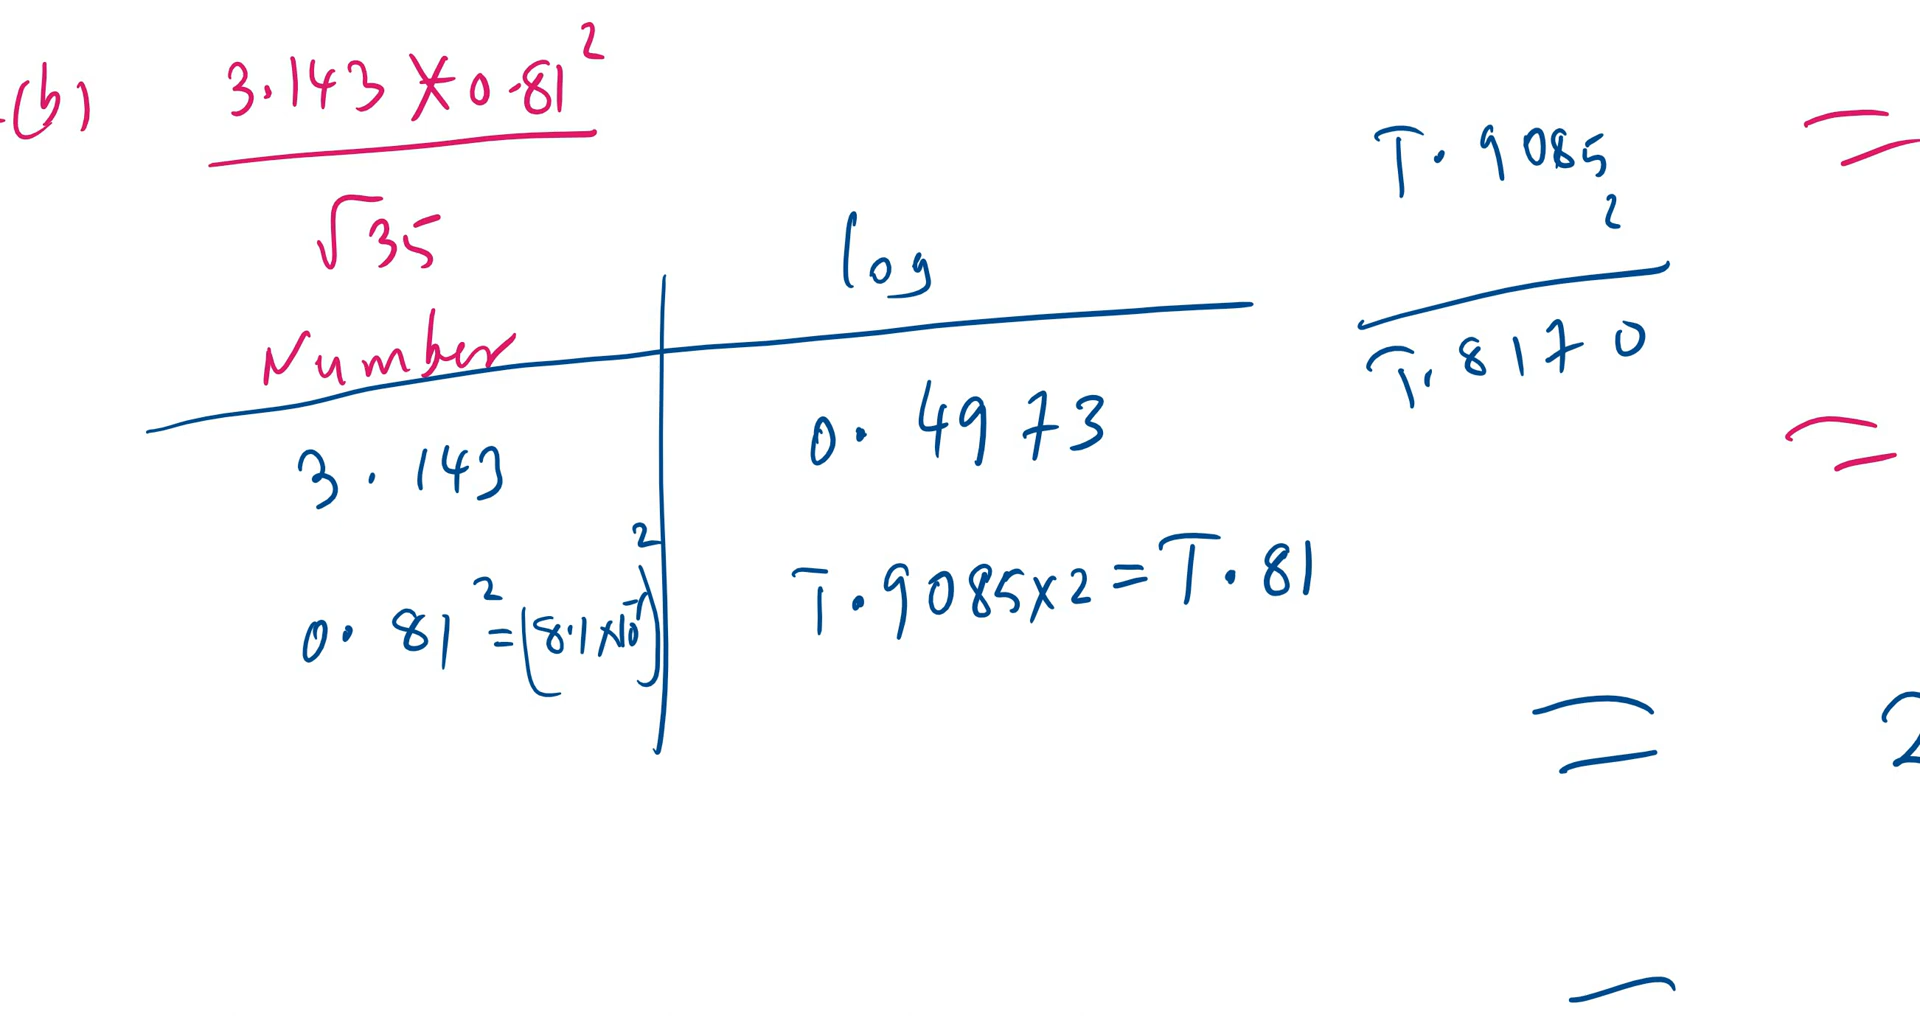 (b) 3.143 × 0.81²
√35
Number | log
3.143 | 0.4973
0.81² = (8.1 × 10⁻¹)² | 1̅.9085 × 2 = 1̅.81
1̅.9085
2
1̅.8170
=
=
= 2